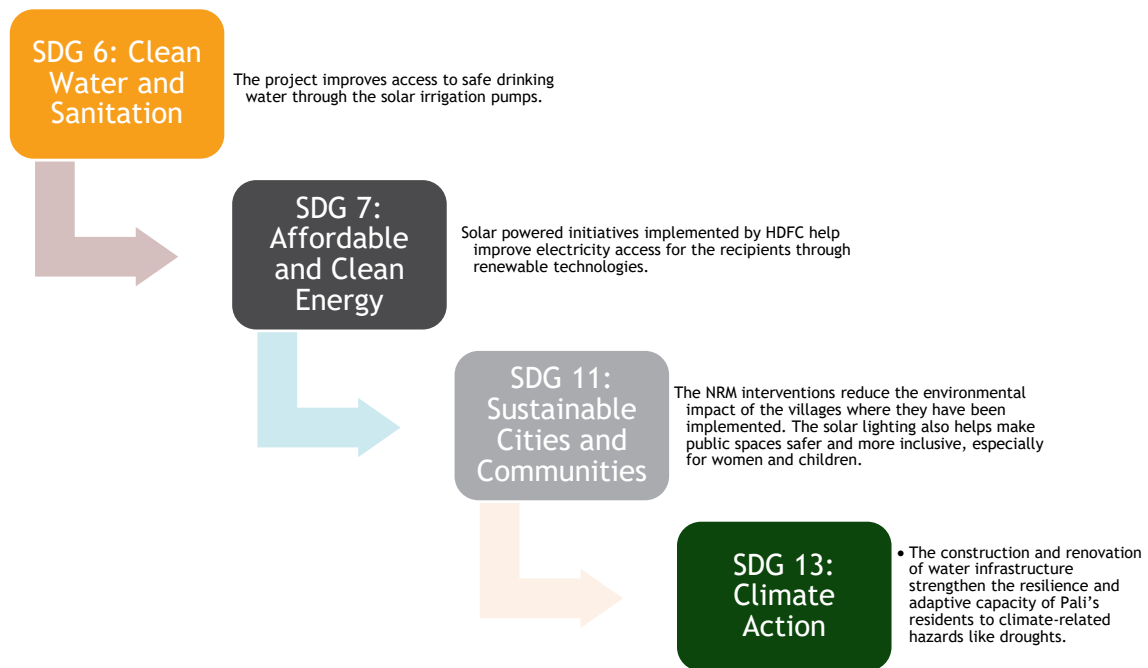 SDG 6: Clean
Water and
Sanitation
The project improves access to safe drinking
water through the solar irrigation pumps.
SDG 7:
Affordable
and Clean
Energy
Solar powered initiatives implemented by HDFC help
improve electricity access for the recipients through
renewable technologies.
SDG 11:
Sustainable
Cities and
Communities
The NRM interventions reduce the environmental
impact of the villages where they have been
implemented. The solar lighting also helps make
public spaces safer and more inclusive, especially
for women and children.
SDG 13:
Climate
Action
• The construction and renovation
of water infrastructure
strengthen the resilience and
adaptive capacity of Pali’s
residents to climate-related
hazards like droughts.